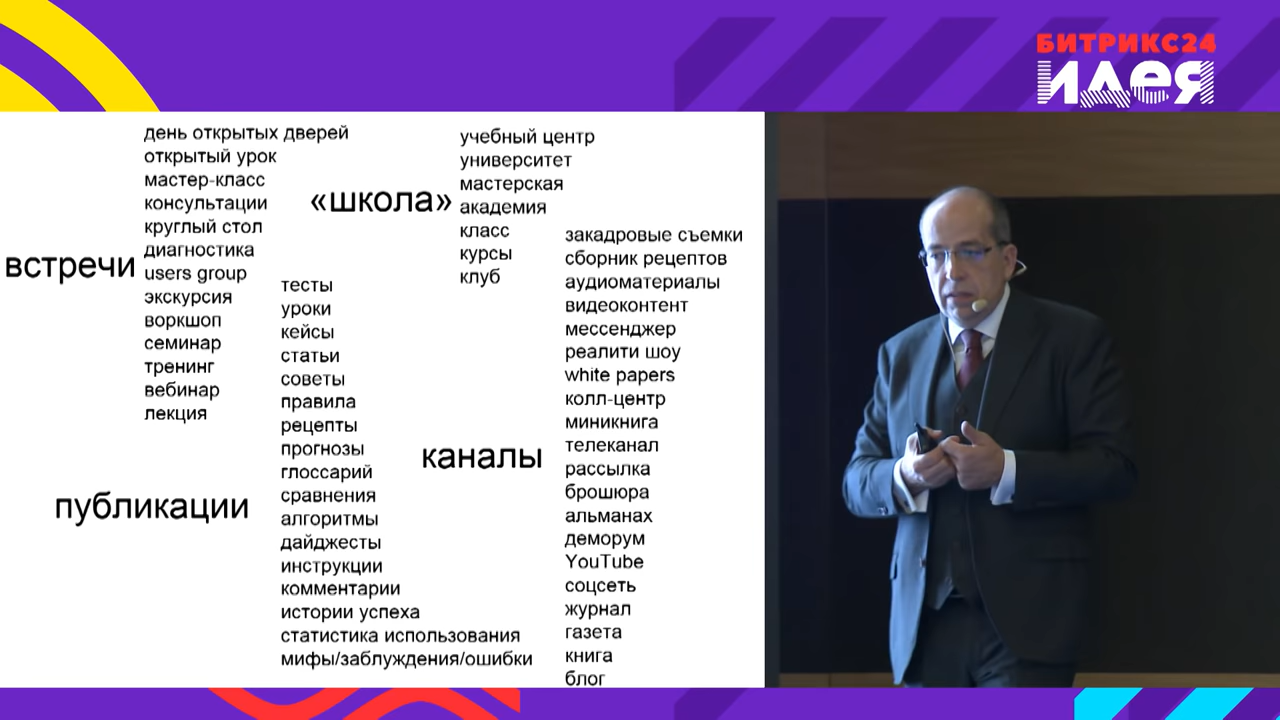 БИТРИКС24
идея
встречи
день открытых дверей
открытый урок
мастер-класс
консультации
круглый стол
диагностика
users group
экскурсия
воркшоп
семинар
тренинг
вебинар
лекция
«школа»
учебный центр
университет
мастерская
академия
класс
курсы
клуб
публикации
тесты
уроки
кейсы
статьи
советы
правила
рецепты
прогнозы
глоссарий
сравнения
алгоритмы
дайджесты
инструкции
комментарии
истории успеха
статистика использования
мифы/заблуждения/ошибки
каналы
закадровые съемки
сборник рецептов
аудиоматериалы
видеоконтент
мессенджер
реалити шоу
white papers
колл-центр
миникнига
телеканал
рассылка
брошюра
альманах
деморум
YouTube
соцсеть
журнал
газета
книга
блог